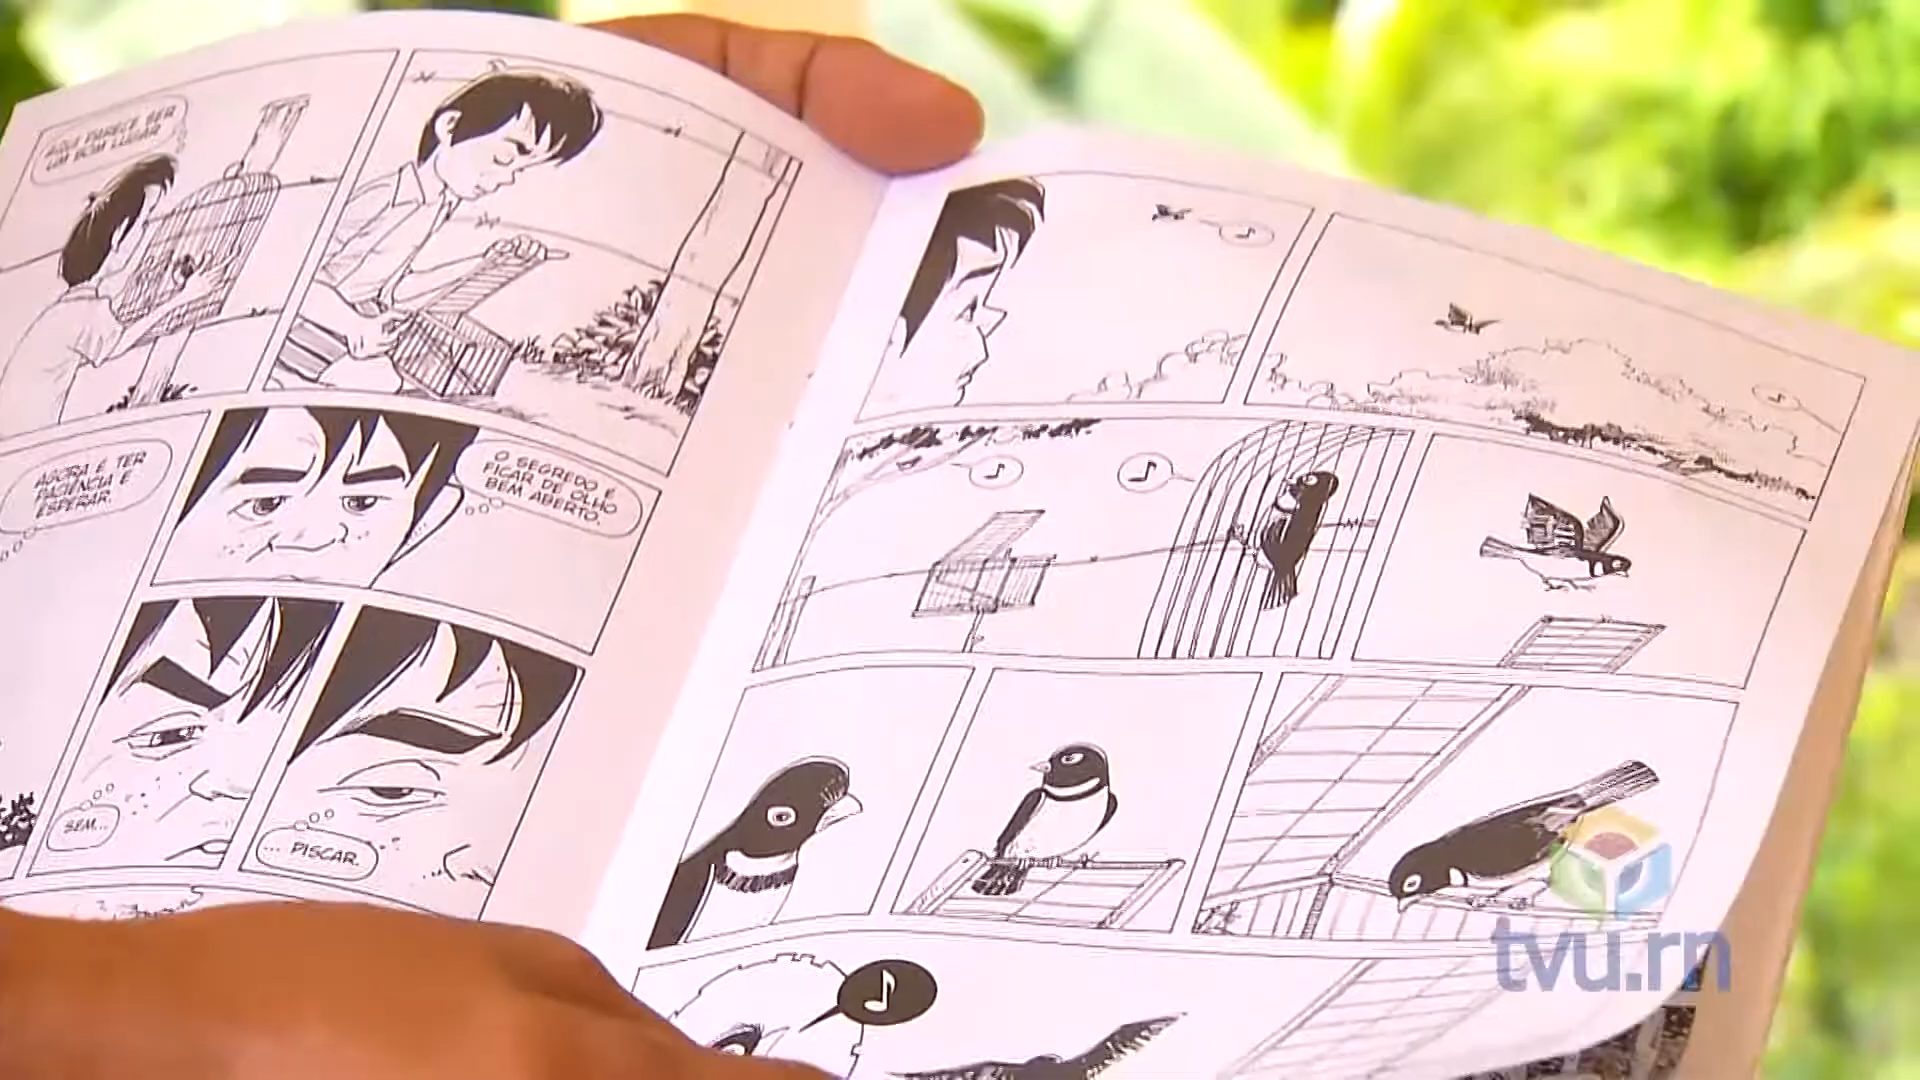 AQUI PARECE SER
UM BOM LUGAR
AGORA É TER
PACIÊNCIA E
ESPERAR.
O SEGREDO É
FICAR DE OLHO
BEM ABERTO.
SEM...
... PISCAR.
tvu.rn